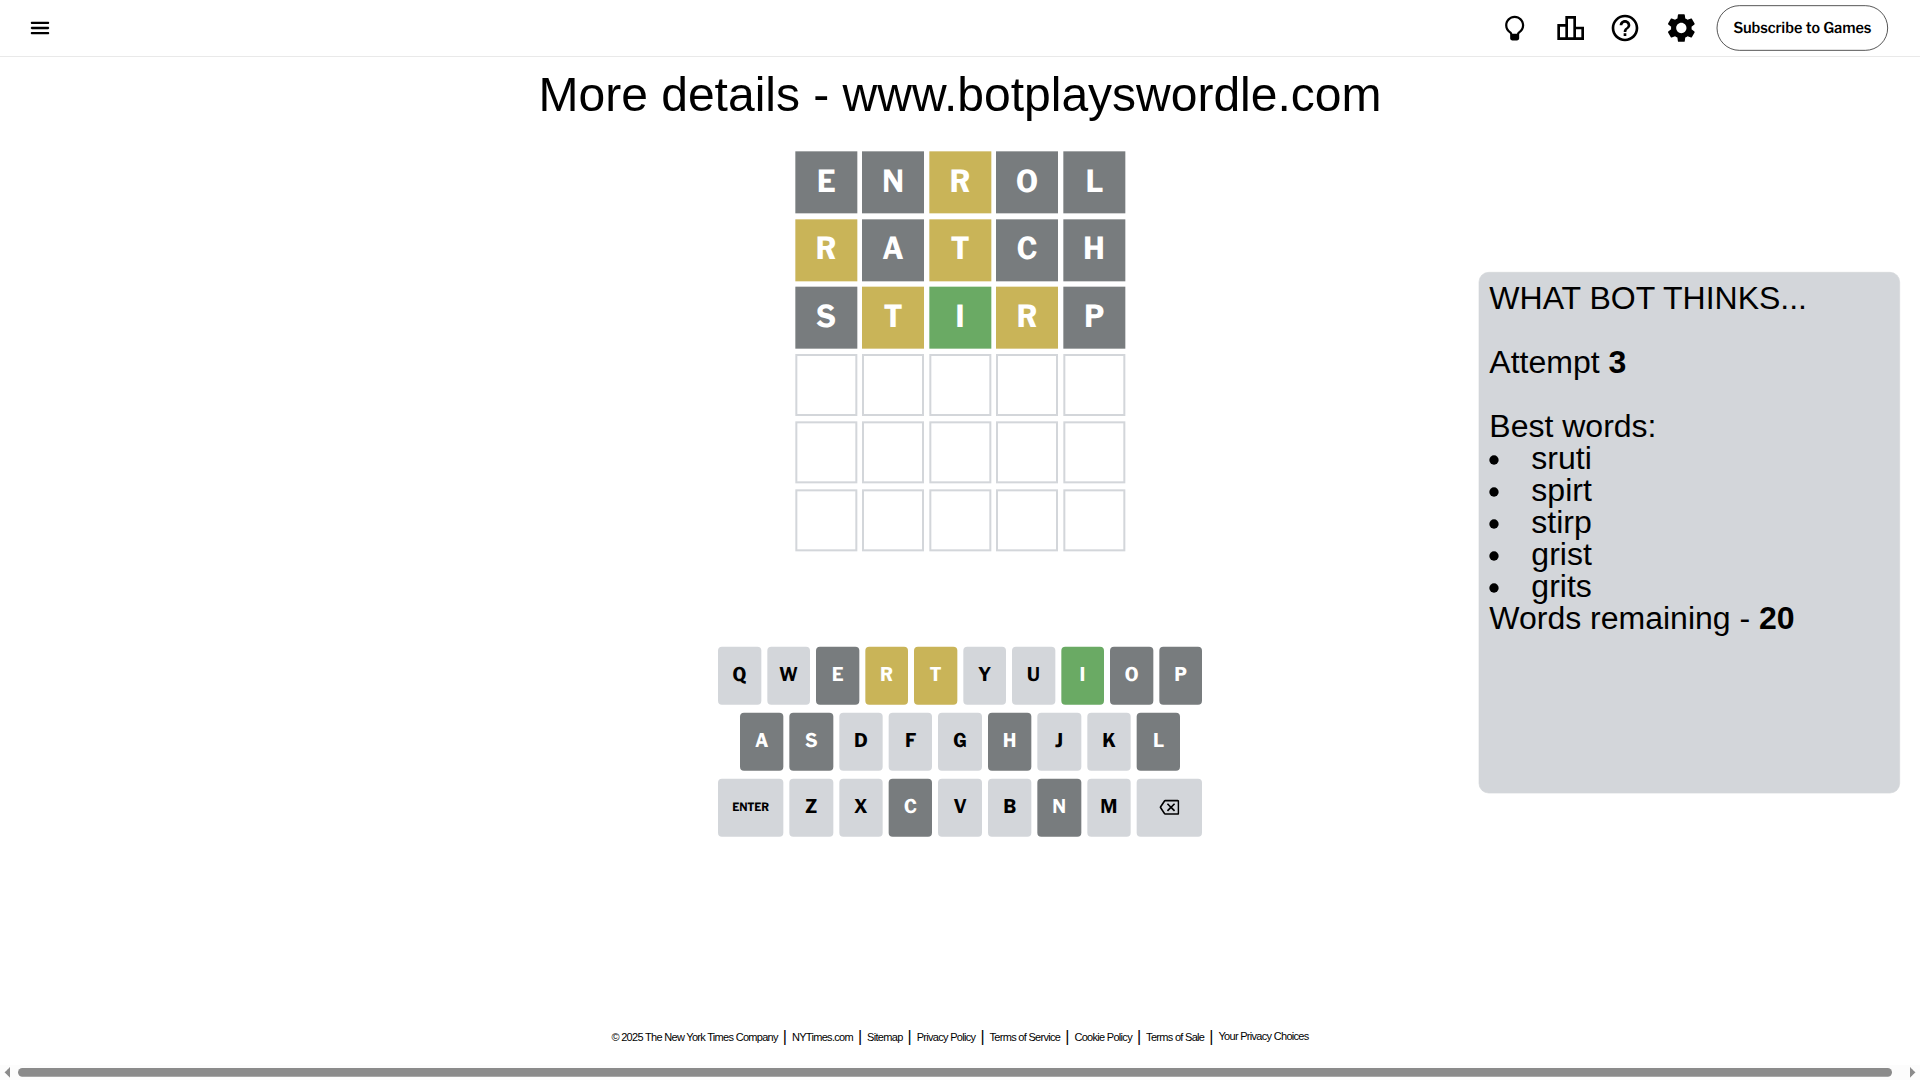 Subscribe to Games
More details - www.botplayswordle.com
E N R O L
R A T C H
S T I R P
WHAT BOT THINKS...
Attempt 3
Best words:
• sruti
• spirt
• stirp
• grist
• grits
Words remaining - 20
Q W E R T Y U I O P
A S D F G H J K L
ENTER Z X C V B N M
© 2025 The New York Times Company | NYTimes.com | Sitemap | Privacy Policy | Terms of Service | Cookie Policy | Terms of Sale | Your Privacy Choices